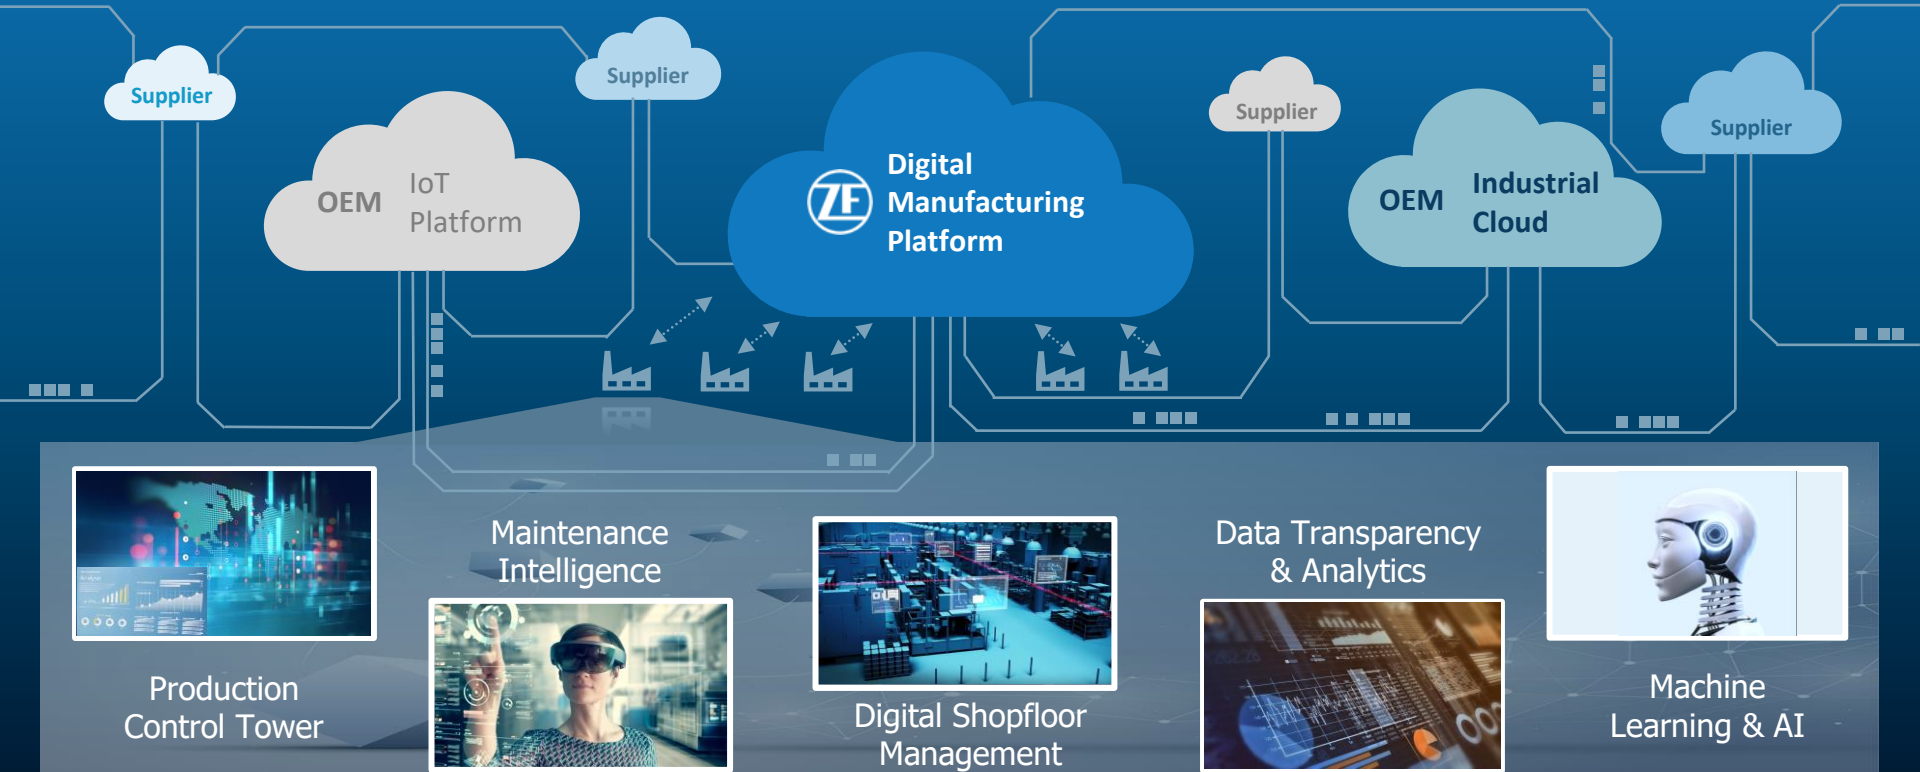 Supplier
Supplier
Supplier
Supplier
OEM
IoT
Platform
ZF
Digital
Manufacturing
Platform
OEM
Industrial
Cloud
Maintenance
Intelligence
Data Transparency
& Analytics
Production
Control Tower
Digital Shopfloor
Management
Machine
Learning & AI